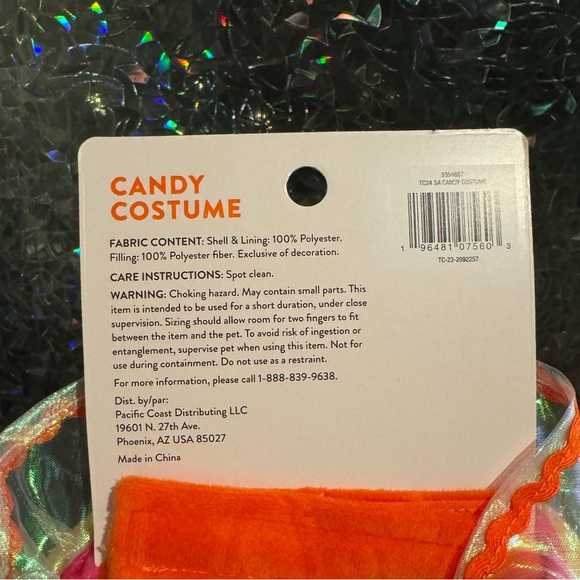 CANDY
COSTUME
FABRIC CONTENT: Shell & Lining: 100% Polyester.
Filling: 100% Polyester fiber. Exclusive of decoration.
CARE INSTRUCTIONS: Spot clean.
WARNING: Choking hazard. May contain small parts. This
item is intended to be used for a short duration, under close
supervision. Sizing should allow room for two fingers to fit
between the item and the pet. To avoid risk of ingestion or
entanglement, supervise pet when using this item. Not for
use during containment. Do not use as a restraint.
For more information, please call 1-888-839-9638.
Dist. by/par:
Pacific Coast Distributing LLC
19601 N. 27th Ave.
Phoenix, AZ USA 85027
Made in China
5354857
TC24 SA CANDY COSTUME
1 96481 07560 3
TC-23-2092257